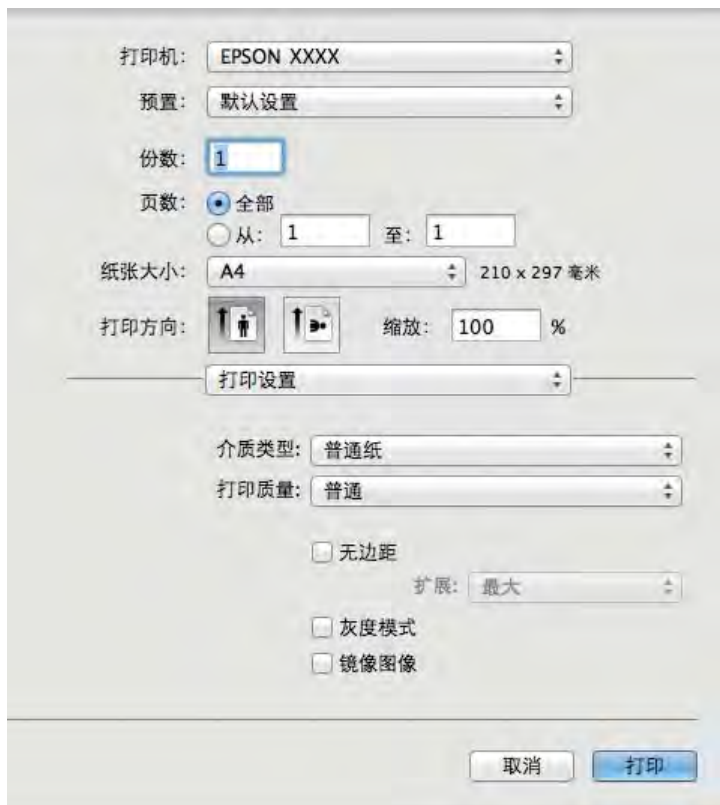 打印机: EPSON XXXX
预置: 默认设置
份数: 1
页数: 全部
从: 1 至: 1
纸张大小: A4 210 x 297 毫米
打印方向: 缩放: 100 %
打印设置
介质类型: 普通纸
打印质量: 普通
无边距
扩展: 最大
灰度模式
镜像图像
取消 打印